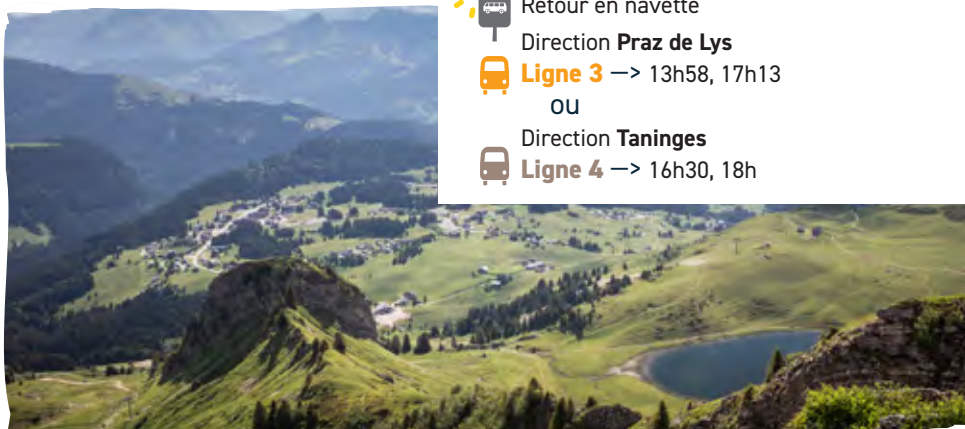 Retour en navette
Direction Praz de Lys
Ligne 3 —> 13h58, 17h13
ou
Direction Taninges
Ligne 4 —> 16h30, 18h